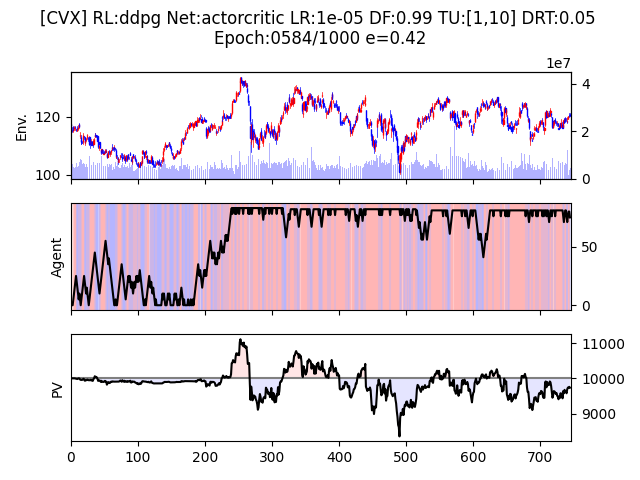 [CVX] RL:ddpg Net:actorcritic LR:1e-05 DF:0.99 TU:[1,10] DRT:0.05
Epoch:0584/1000 e=0.42
1e7
Env.
120
100
4
2
0
Agent
50
0
PV
11000
10000
9000
0 100 200 300 400 500 600 700